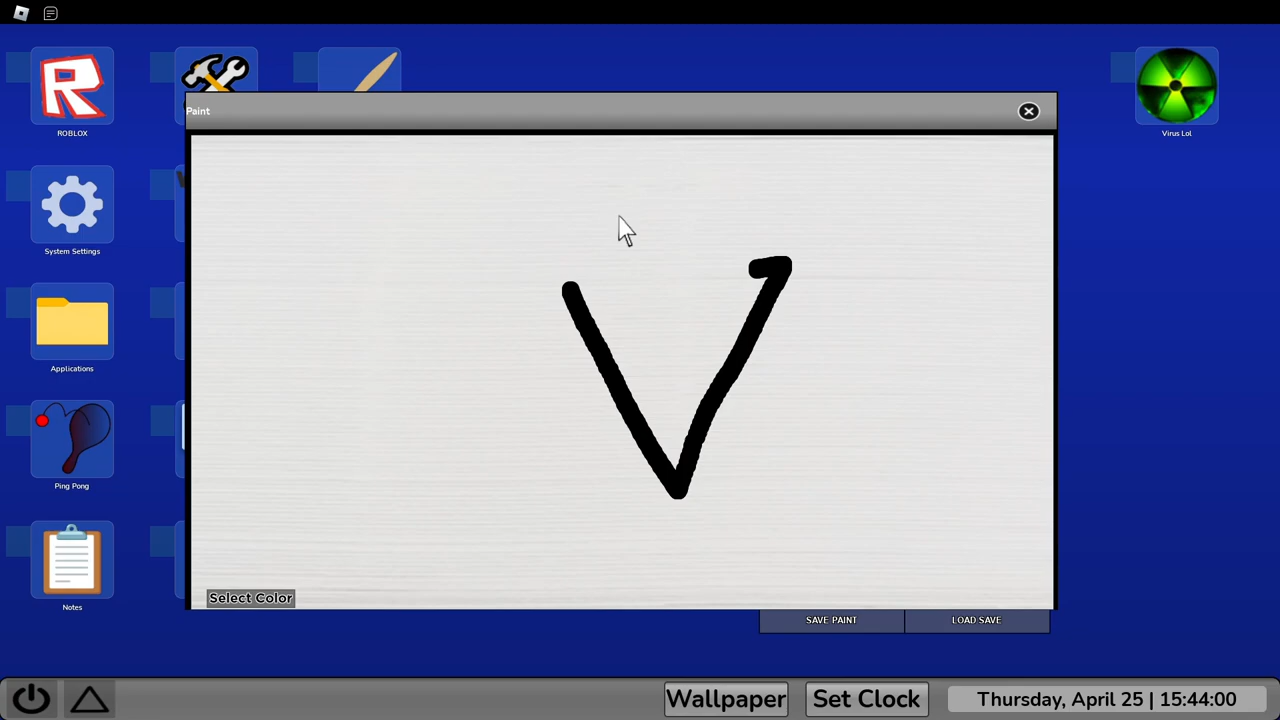 Paint
ROBLOX
Virus Lol
System Settings
Applications
Ping Pong
Notes
V
Select Color
SAVE PAINT
LOAD SAVE
Wallpaper
Set Clock
Thursday, April 25 | 15:44:00